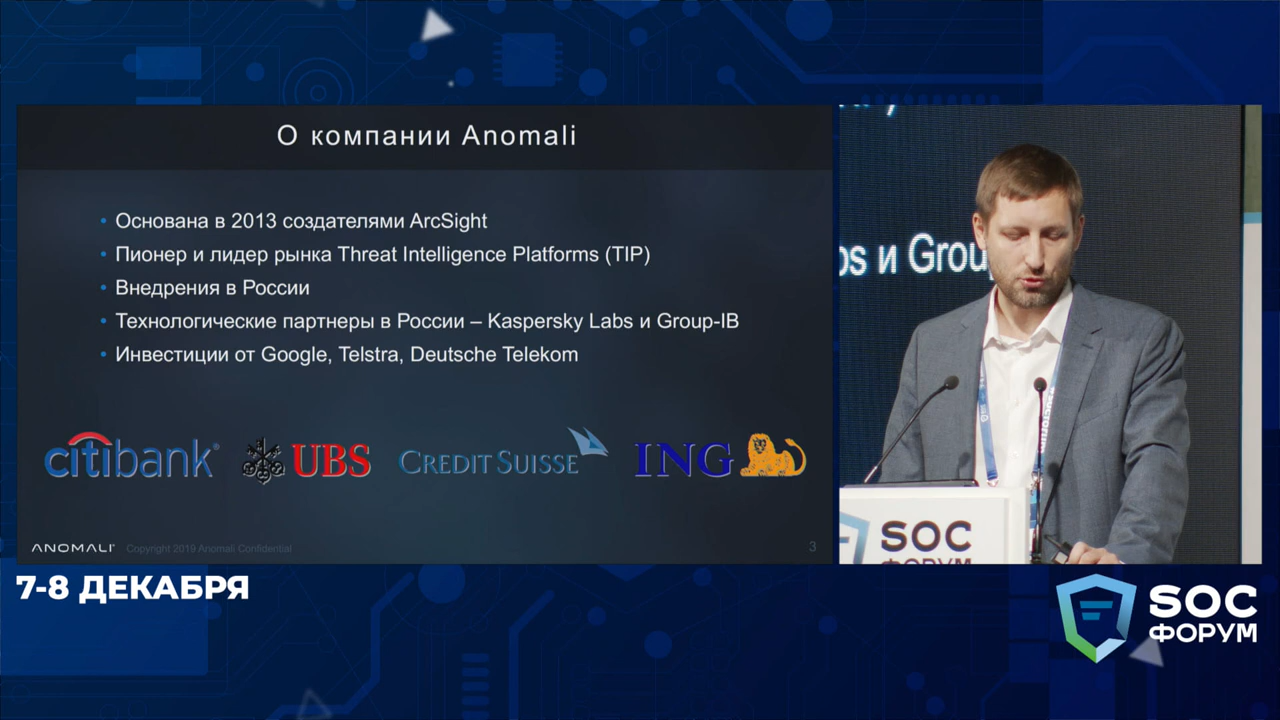 О компании Anomali
• Основана в 2013 создателями ArcSight
• Пионер и лидер рынка Threat Intelligence Platforms (TIP)
• Внедрения в России
• Технологические партнеры в России – Kaspersky Labs и Group-IB
• Инвестиции от Google, Telstra, Deutsche Telekom
citibank®
UBS
CREDIT SUISSE
ING
ANOMALI
Copyright 2019 Anomali Confidential
3
и Grou
SOC
ФОРУМ
7-8 ДЕКАБРЯ
SOC
ФОРУМ